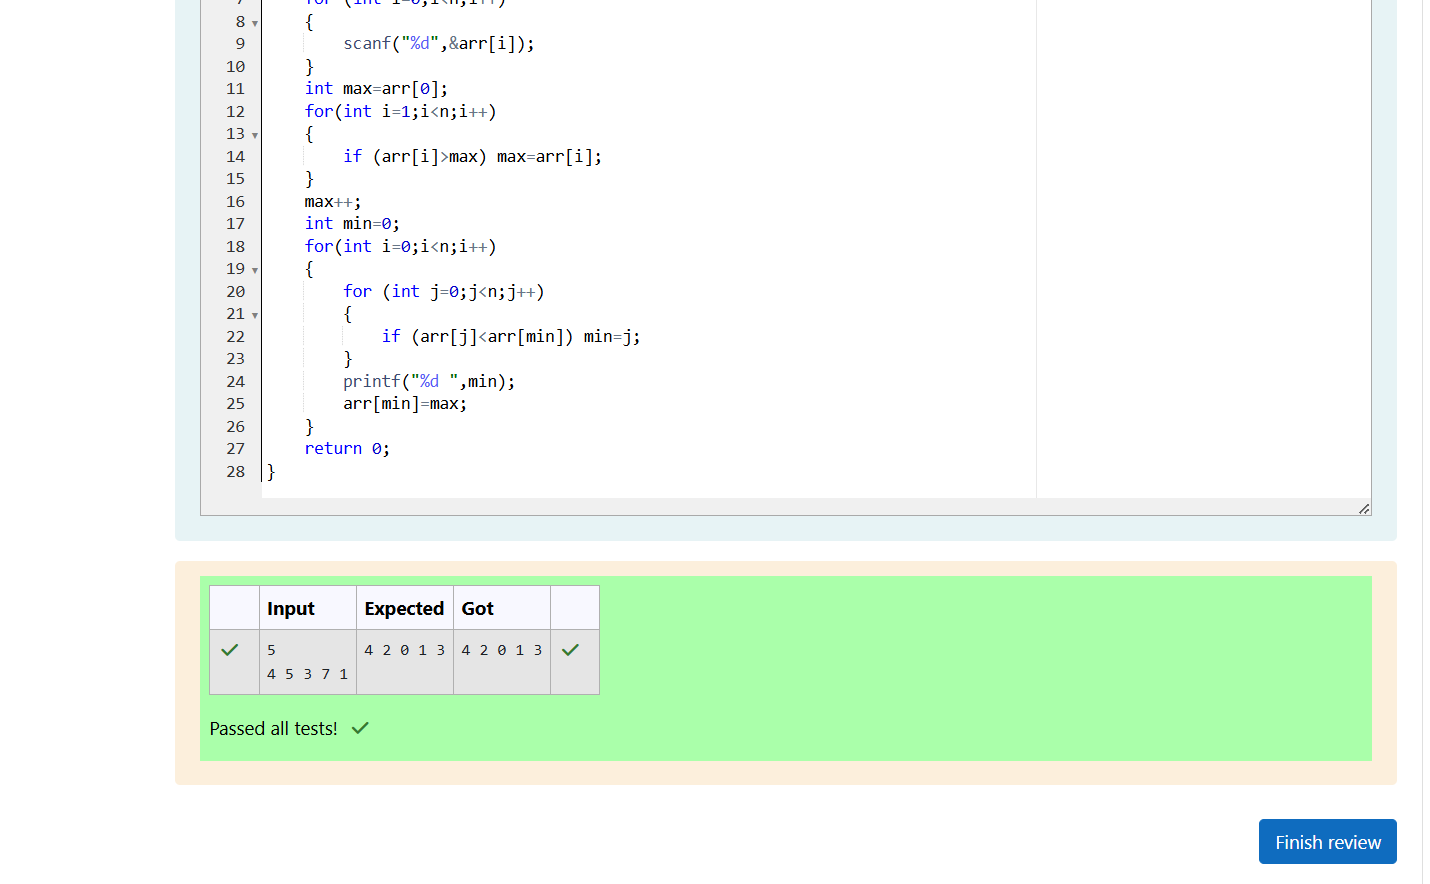 7 for (int i=0;i<n;i++)
8 {
9 scanf("%d",&arr[i]);
10 }
11 int max=arr[0];
12 for(int i=1;i<n;i++)
13 {
14 if (arr[i]>max) max=arr[i];
15 }
16 max++;
17 int min=0;
18 for(int i=0;i<n;i++)
19 {
20 for (int j=0;j<n;j++)
21 {
22 if (arr[j]<arr[min]) min=j;
23 }
24 printf("%d ",min);
25 arr[min]=max;
26 }
27 return 0;
28 }
Input Expected Got
5 4 2 0 1 3 4 2 0 1 3
4 5 3 7 1
Passed all tests!
Finish review